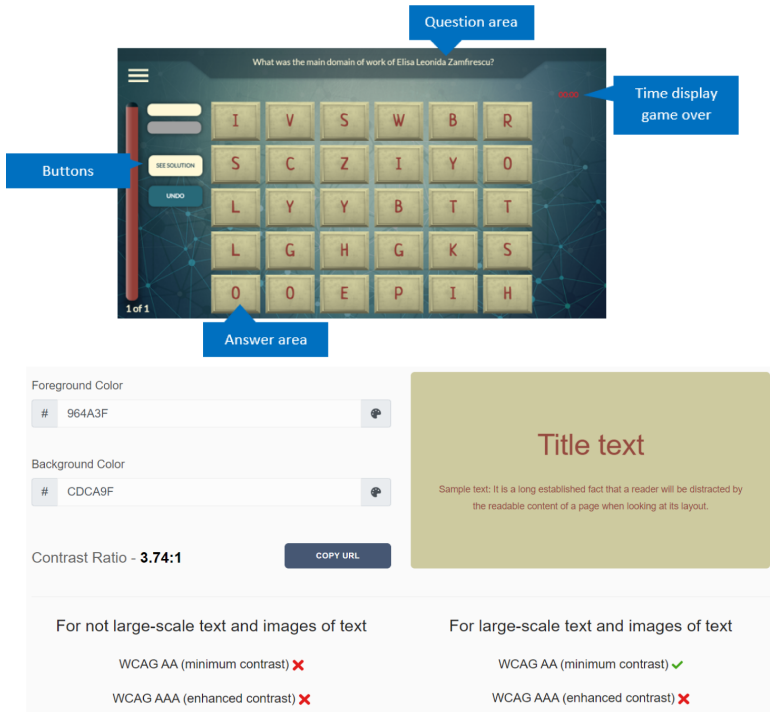 Question area
What was the main domain of work of Elisa Leonida Zamfirescu?
Time display
game over
Buttons
SEE SOLUTION
UNDO
I V S W B R
S C Z I Y O
L Y Y B T T
L G H G K S
O O E P I H
1 of 1
Answer area
Foreground Color
# 964A3F
Background Color
# CDCA9F
Contrast Ratio - 3.74:1
COPY URL
Title text
Sample text: It is a long established fact that a reader will be distracted by
the readable content of a page when looking at its layout.
For not large-scale text and images of text
WCAG AA (minimum contrast)
WCAG AAA (enhanced contrast)
For large-scale text and images of text
WCAG AA (minimum contrast)
WCAG AAA (enhanced contrast)